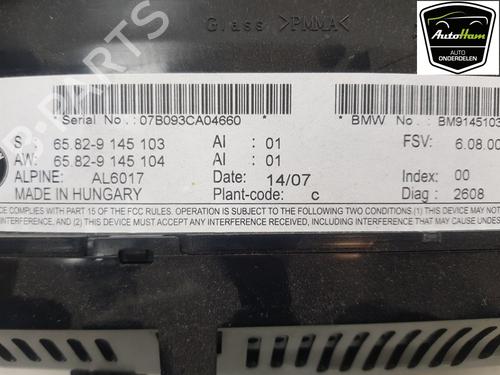 Glass >PMMA<
AutoHam
AUTO
ONDERDELEN
* Serial No.: 07B093CA04660 *
* BMW No.: BM9145103
S : 65.82-9 145 103 AI : 01 FSV: 6.08.00
AW: 65.82-9 145 104 AI : 01
ALPINE: AL6017 Date: 14/07 Index: 00
MADE IN HUNGARY Plant-code: c Diag : 2608
COMPLIES WITH PART 15 OF THE FCC RULES. OPERATION IS SUBJECT TO THE FOLLOWING TWO CONDITIONS, (1) THIS DEVICE MAY NOT
INTERFERENCE, AND (2) THIS DEVICE MUST ACCEPT ANY INTERFERENCE RECEIVED, INCLUDING INTERFERENCE THAT MAY CAUSE UNDES